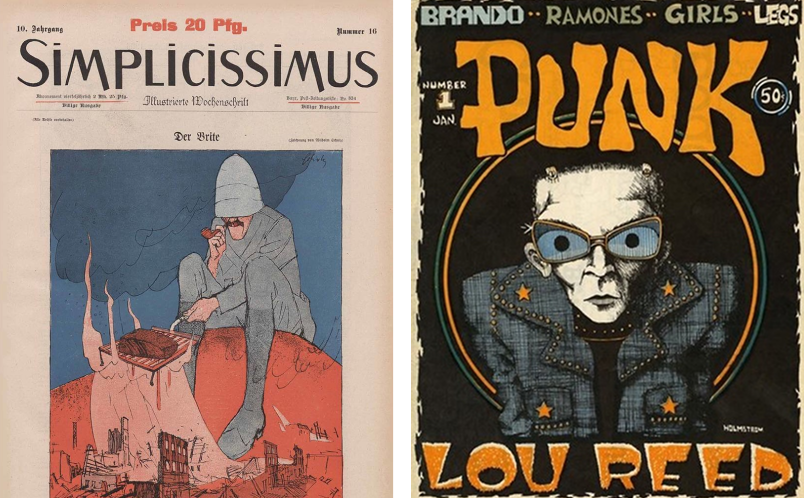 10. Jahrgang
Preis 20 Pfg.
Nummer 16
SIMPLICISSIMUS
Billige Ausgabe
Illustrierte Wochenschrift
Billige Ausgabe
Der Brite
BRANDO·· RAMONES·· GIRLS·· LEGS
PUNK
NUMBER
1
JAN.
50¢
HOLMSTROM
LOU REED